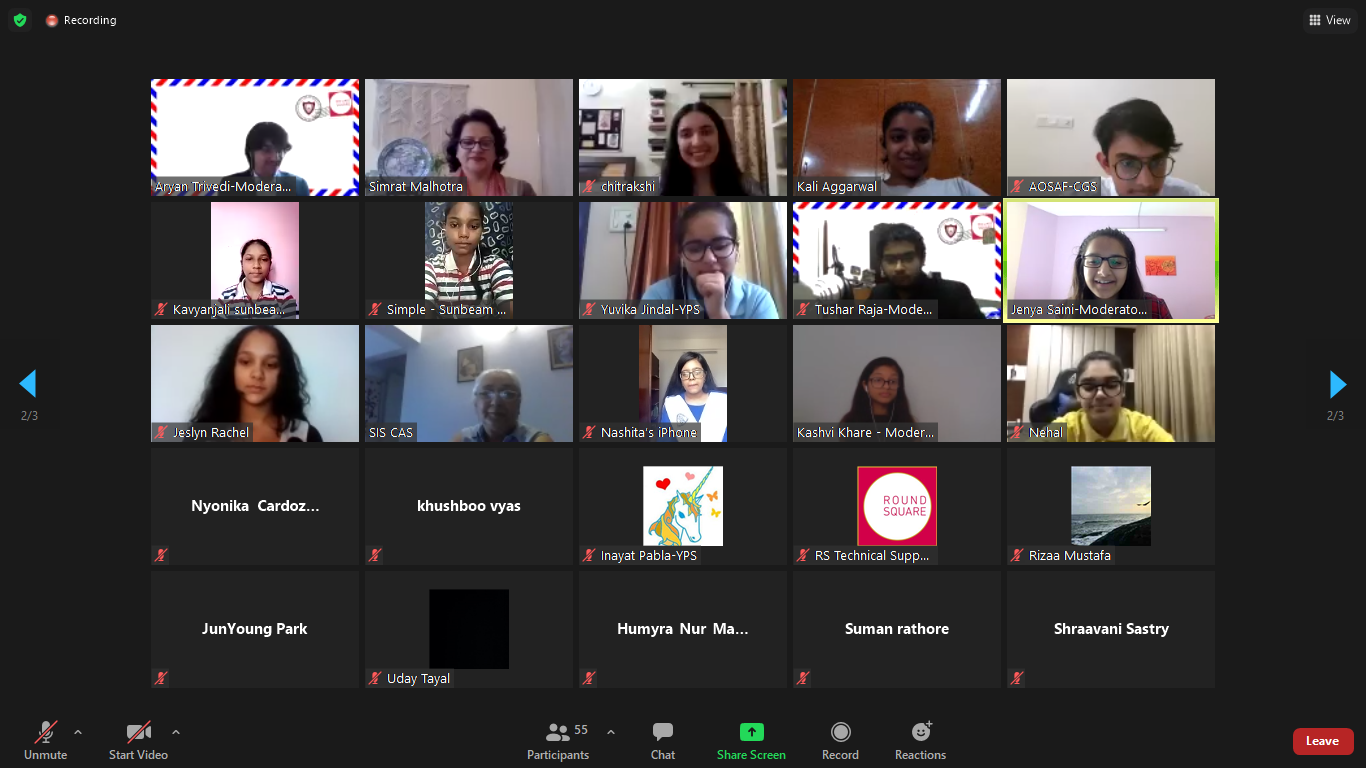 Recording
View
Aryan Trivedi-Modera...
Simrat Malhotra
chitrakshi
Kali Aggarwal
AOSAF-CGS
Kavyanjali sunbea...
Simple - Sunbeam ...
Yuvika Jindal-YPS
Tushar Raja-Mode...
Jenya Saini-Moderato...
2/3
2/3
Jeslyn Rachel
SIS CAS
Nashita's iPhone
Kashvi Khare - Moder...
Nehal
Nyonika Cardoz...
khushboo vyas
Inayat Pabla-YPS
ROUND
SQUARE
RS Technical Supp...
Rizaa Mustafa
JunYoung Park
Uday Tayal
Humyra Nur Ma...
Suman rathore
Shraavani Sastry
Unmute
Start Video
55
Participants
Chat
Share Screen
Record
Reactions
Leave